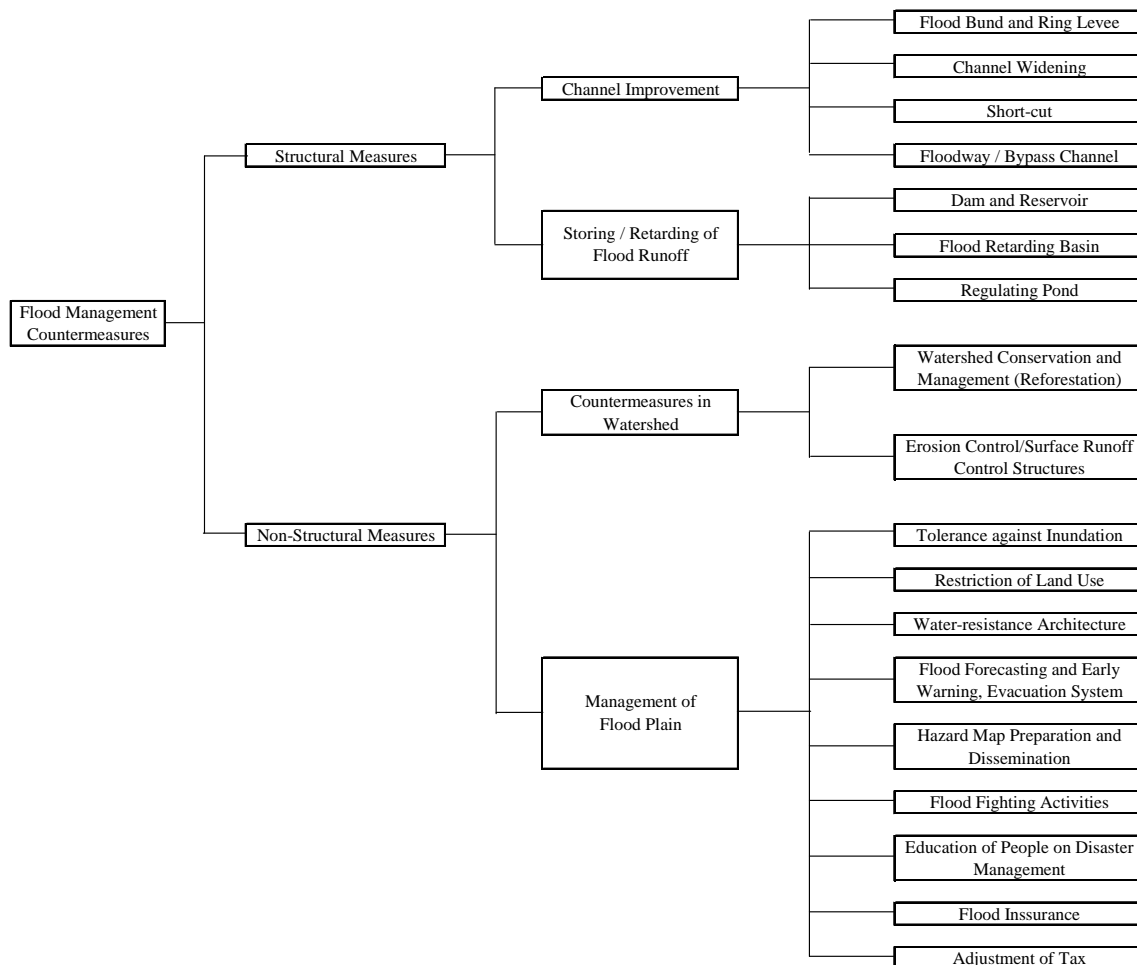 Flood Management
Countermeasures
Structural Measures
Channel Improvement
Flood Bund and Ring Levee
Channel Widening
Short-cut
Floodway / Bypass Channel
Storing / Retarding of
Flood Runoff
Dam and Reservoir
Flood Retarding Basin
Regulating Pond
Non-Structural Measures
Countermeasures in
Watershed
Watershed Conservation and
Management (Reforestation)
Erosion Control/Surface Runoff
Control Structures
Management of
Flood Plain
Tolerance against Inundation
Restriction of Land Use
Water-resistance Architecture
Flood Forecasting and Early
Warning, Evacuation System
Hazard Map Preparation and
Dissemination
Flood Fighting Activities
Education of People on Disaster
Management
Flood Inssurance
Adjustment of Tax